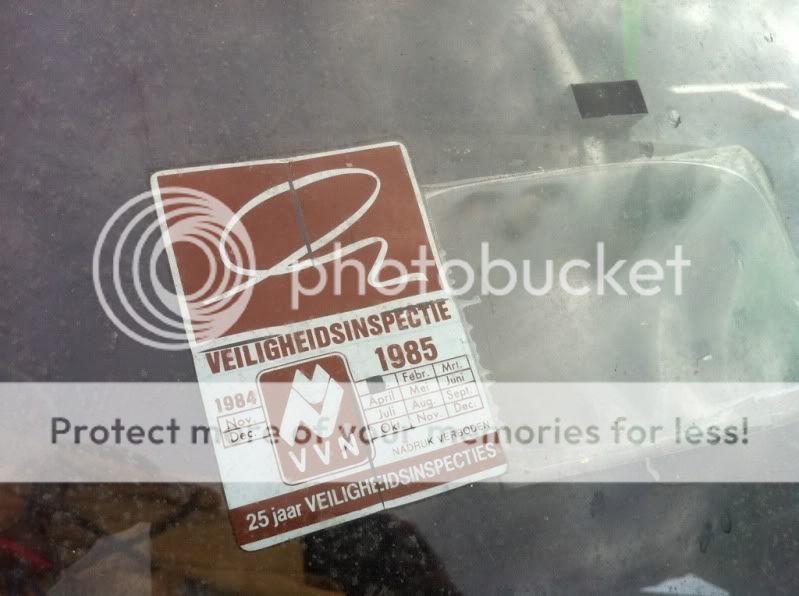 VEILIGHEIDSINSPECTIE
1985
Febr. Mrt.
1984 April Mei Juni
Nov. Juli Aug. Sept.
Dec. Okt. Nov. Dec.
VVN
NADRUK VERBODEN
25 jaar VEILIGHEIDSINSPECTIES
photobucket
Protect more of your memories for less!